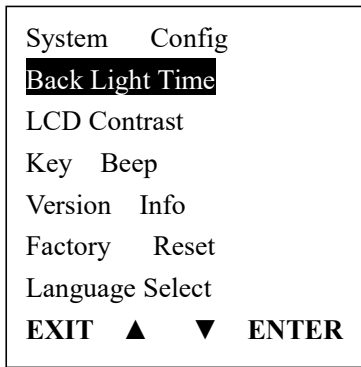 System Config
Back Light Time
LCD Contrast
Key Beep
Version Info
Factory Reset
Language Select
EXIT ▲ ▼ ENTER